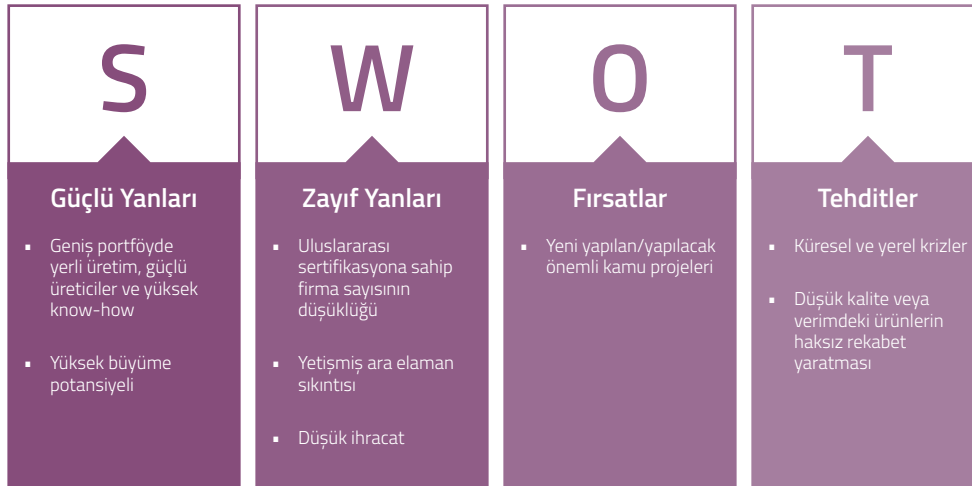 S
Güçlü Yanları
▪ Geniş portföyde
yerli üretim, güçlü
üreticiler ve yüksek
know-how
▪ Yüksek büyüme
potansiyeli
W
Zayıf Yanları
▪ Uluslararası
sertifikasyona sahip
firma sayısının
düşüklüğü
▪ Yetişmiş ara elaman
sıkıntısı
▪ Düşük ihracat
O
Fırsatlar
▪ Yeni yapılan/yapılacak
önemli kamu projeleri
T
Tehditler
▪ Küresel ve yerel krizler
▪ Düşük kalite veya
verimdeki ürünlerin
haksız rekabet
yaratması